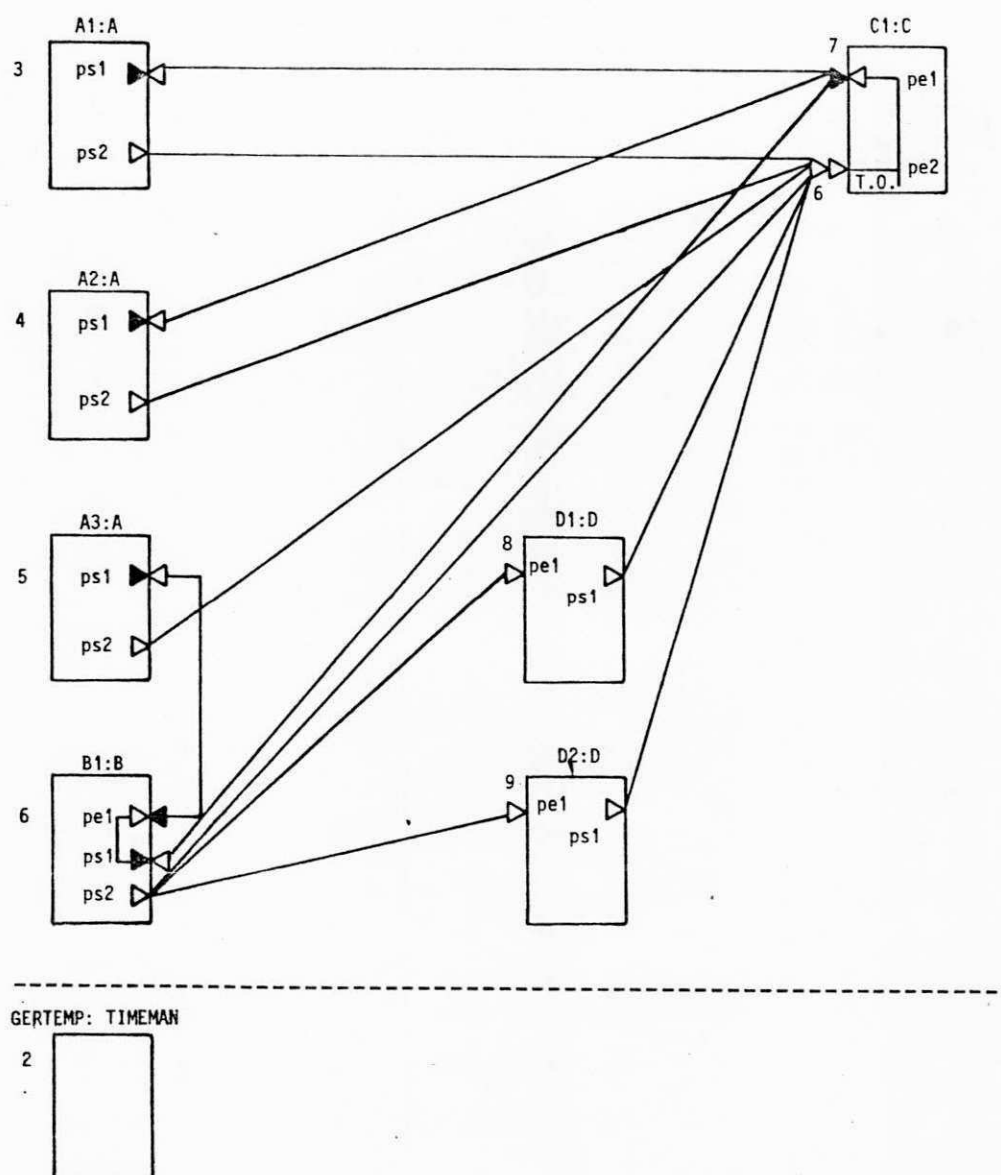 A1:A
3
ps1
ps2
C1:C
7
pe1
pe2
T.O.
6
A2:A
4
ps1
ps2
A3:A
5
ps1
ps2
D1:D
8
pe1
ps1
B1:B
6
pe1
ps1
ps2
D2:D
9
pe1
ps1
GERTEMP: TIMEMAN
2